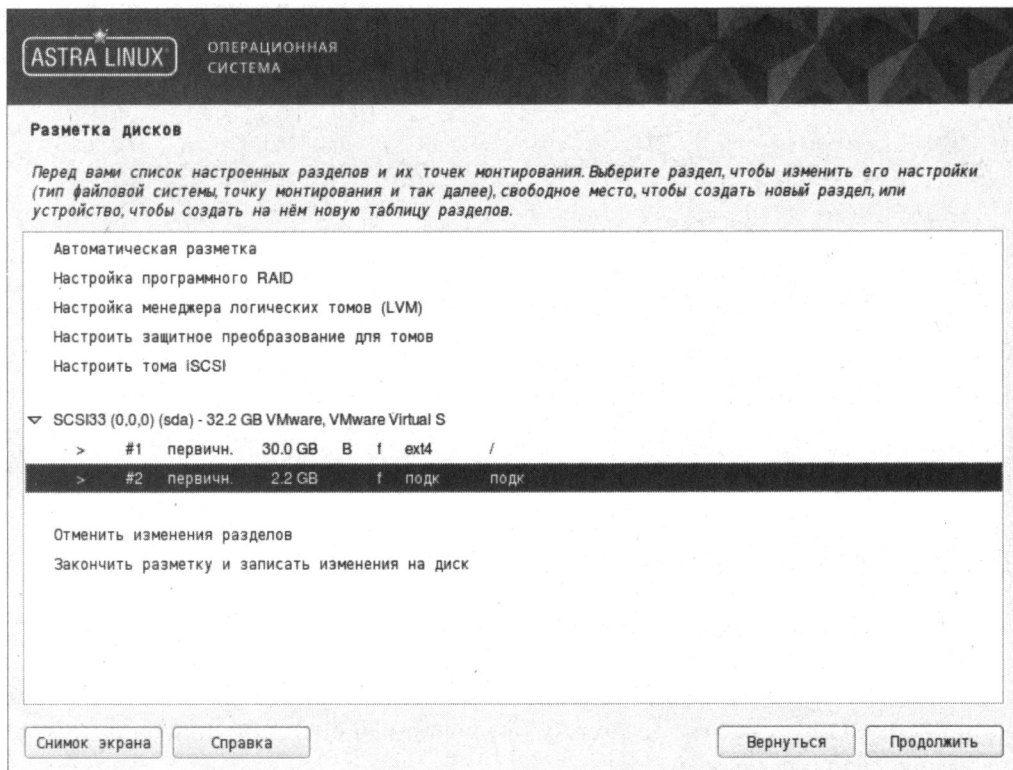 ASTRA LINUX
ОПЕРАЦИОННАЯ
СИСТЕМА
Разметка дисков
Перед вами список настроенных разделов и их точек монтирования. Выберите раздел, чтобы изменить его настройки
(тип файловой системы, точку монтирования и так далее), свободное место, чтобы создать новый раздел, или
устройство, чтобы создать на нём новую таблицу разделов.
Автоматическая разметка
Настройка программного RAID
Настройка менеджера логических томов (LVM)
Настроить защитное преобразование для томов
Настроить тома iSCSI
SCSI33 (0,0,0) (sda) - 32.2 GB VMware, VMware Virtual S
> #1 первичн. 30.0 GB B f ext4 /
> #2 первичн. 2.2 GB f подк подк
Отменить изменения разделов
Закончить разметку и записать изменения на диск
Снимок экрана Справка Вернуться Продолжить